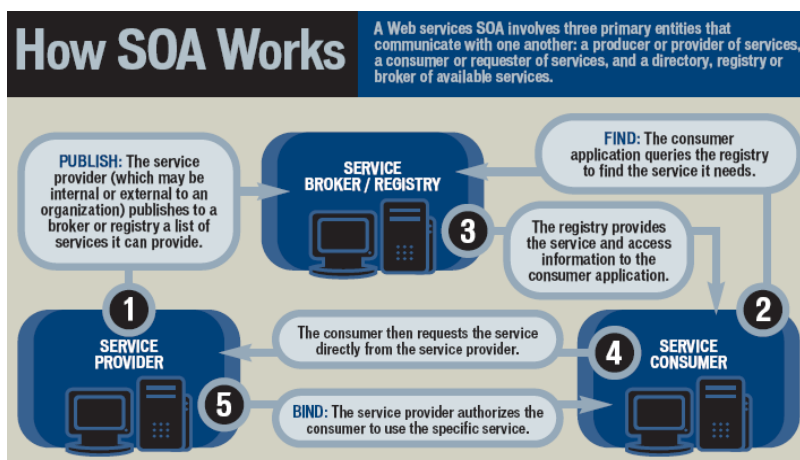 How SOA Works
A Web services SOA involves three primary entities that
communicate with one another: a producer or provider of services,
a consumer or requester of services, and a directory, registry or
broker of available services.
PUBLISH: The service
provider (which may be
internal or external to an
organization) publishes to a
broker or registry a list of
services it can provide.
SERVICE
BROKER / REGISTRY
FIND: The consumer
application queries the registry
to find the service it needs.
3
The registry provides
the service and access
information to the
consumer application.
1
2
SERVICE
PROVIDER
The consumer then requests the service
directly from the service provider.
4
SERVICE
CONSUMER
5
BIND: The service provider authorizes the
consumer to use the specific service.